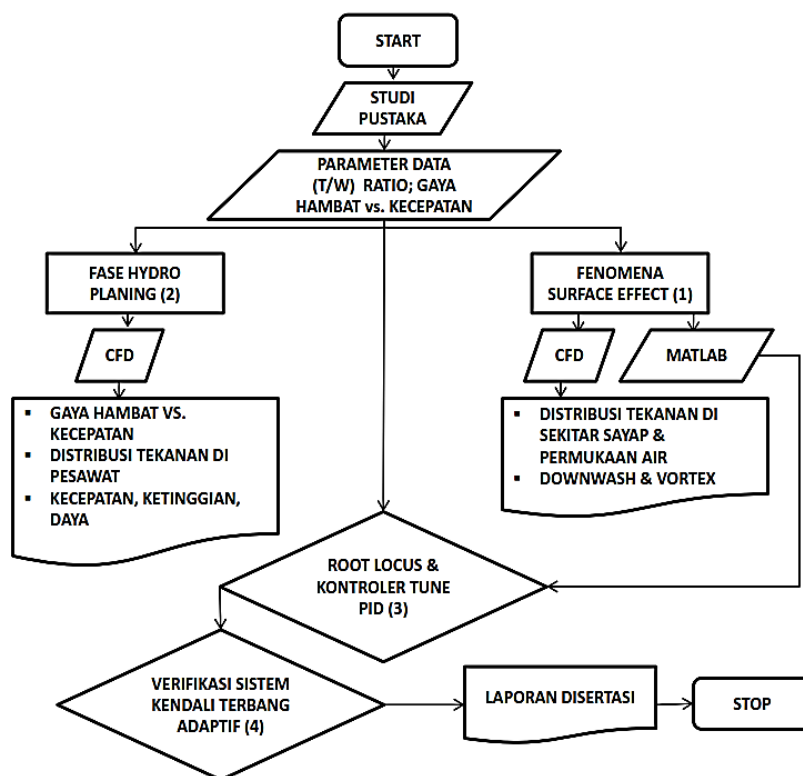 START
STUDI
PUSTAKA
PARAMETER DATA
(T/W) RATIO; GAYA
HAMBAT vs. KECEPATAN
FASE HYDRO
PLANING (2)
FENOMENA
SURFACE EFFECT (1)
CFD
CFD
MATLAB
▪ GAYA HAMBAT VS.
KECEPATAN
▪ DISTRIBUSI TEKANAN DI
PESAWAT
▪ KECEPATAN, KETINGGIAN,
DAYA
▪ DISTRIBUSI TEKANAN DI
SEKITAR SAYAP &
PERMUKAAN AIR
▪ DOWNWASH & VORTEX
ROOT LOCUS &
KONTROLER TUNE
PID (3)
VERIFIKASI SISTEM
KENDALI TERBANG
ADAPTIF (4)
LAPORAN DISERTASI
STOP